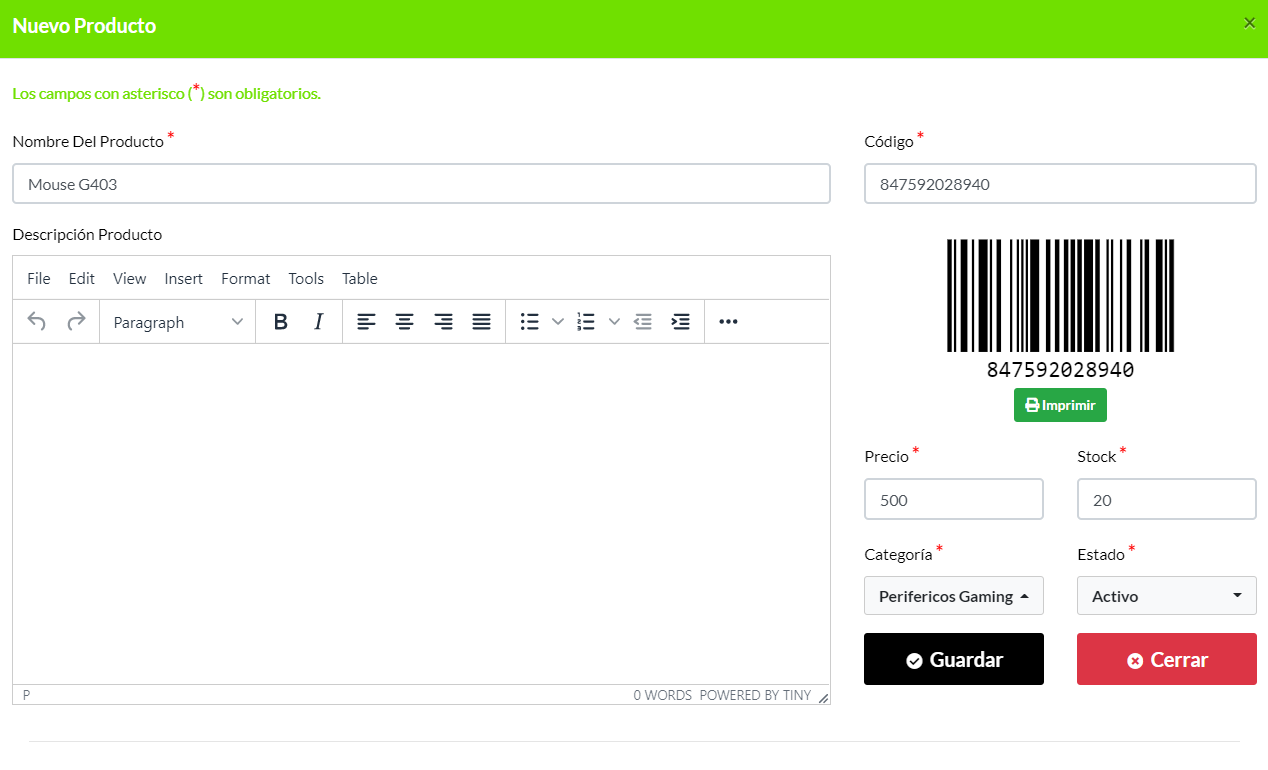 Nuevo Producto ×
Los campos con asterisco (*) son obligatorios.
Nombre Del Producto *
Mouse G403
Descripción Producto
File Edit View Insert Format Tools Table
Paragraph B I
P 0 WORDS POWERED BY TINY
Código *
847592028940
847592028940
Imprimir
Precio * Stock *
500 20
Categoría * Estado *
Perifericos Gaming Activo
Guardar Cerrar